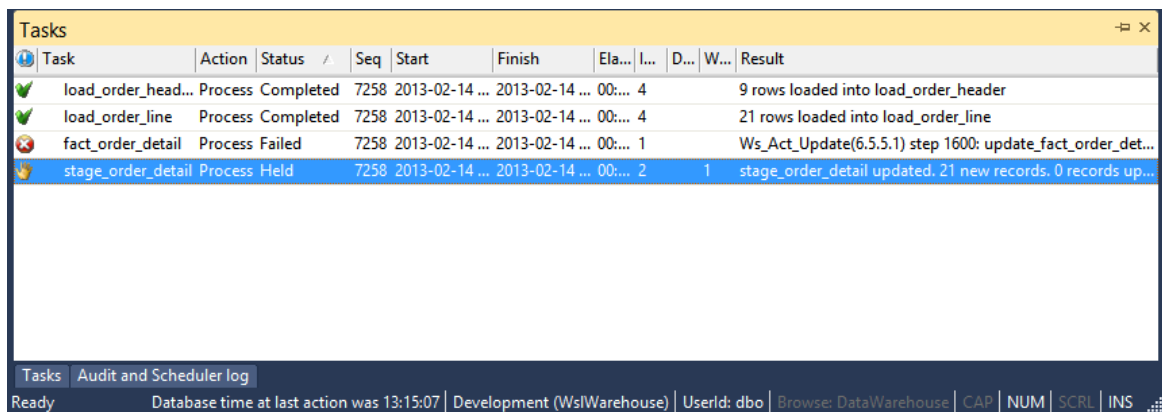 Tasks
Task Action Status Seq Start Finish Ela... I... D... W... Result
load_order_head... Process Completed 7258 2013-02-14 ... 2013-02-14 ... 00:... 4 9 rows loaded into load_order_header
load_order_line Process Completed 7258 2013-02-14 ... 2013-02-14 ... 00:... 4 21 rows loaded into load_order_line
fact_order_detail Process Failed 7258 2013-02-14 ... 2013-02-14 ... 00:... 1 Ws_Act_Update(6.5.5.1) step 1600: update_fact_order_det...
stage_order_detail Process Held 7258 2013-02-14 ... 2013-02-14 ... 00:... 2 1 stage_order_detail updated. 21 new records. 0 records up...
Tasks Audit and Scheduler log
Ready Database time at last action was 13:15:07 Development (WslWarehouse) UserId: dbo Browse: DataWarehouse CAP NUM SCRL INS